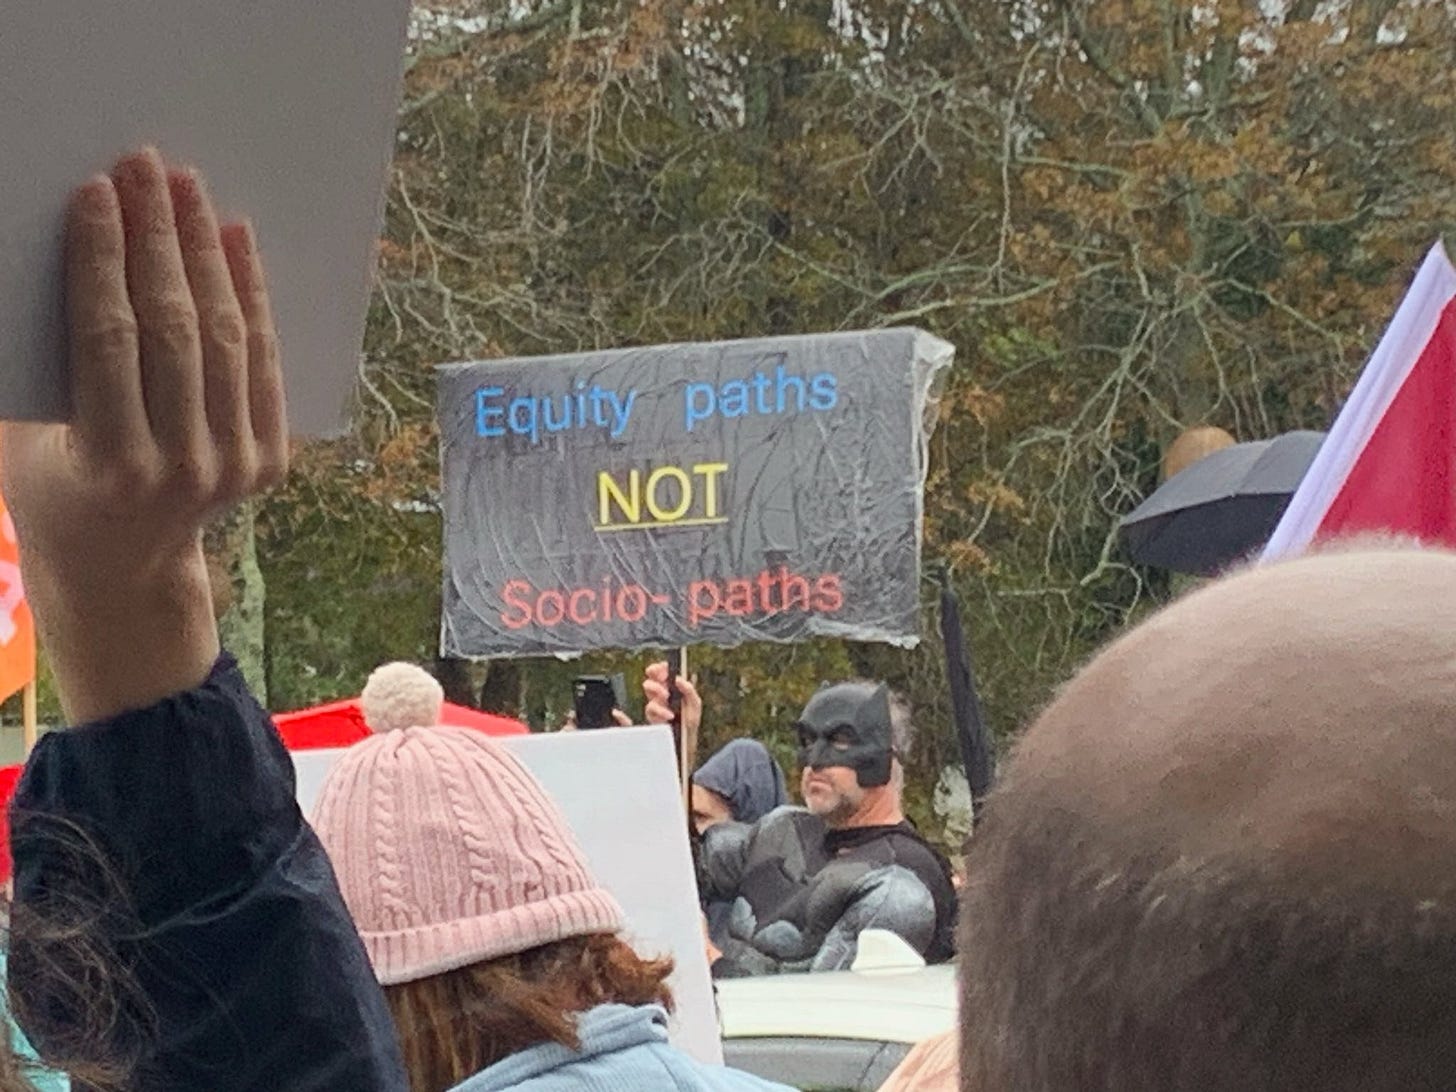 Equity paths
NOT
Socio-paths